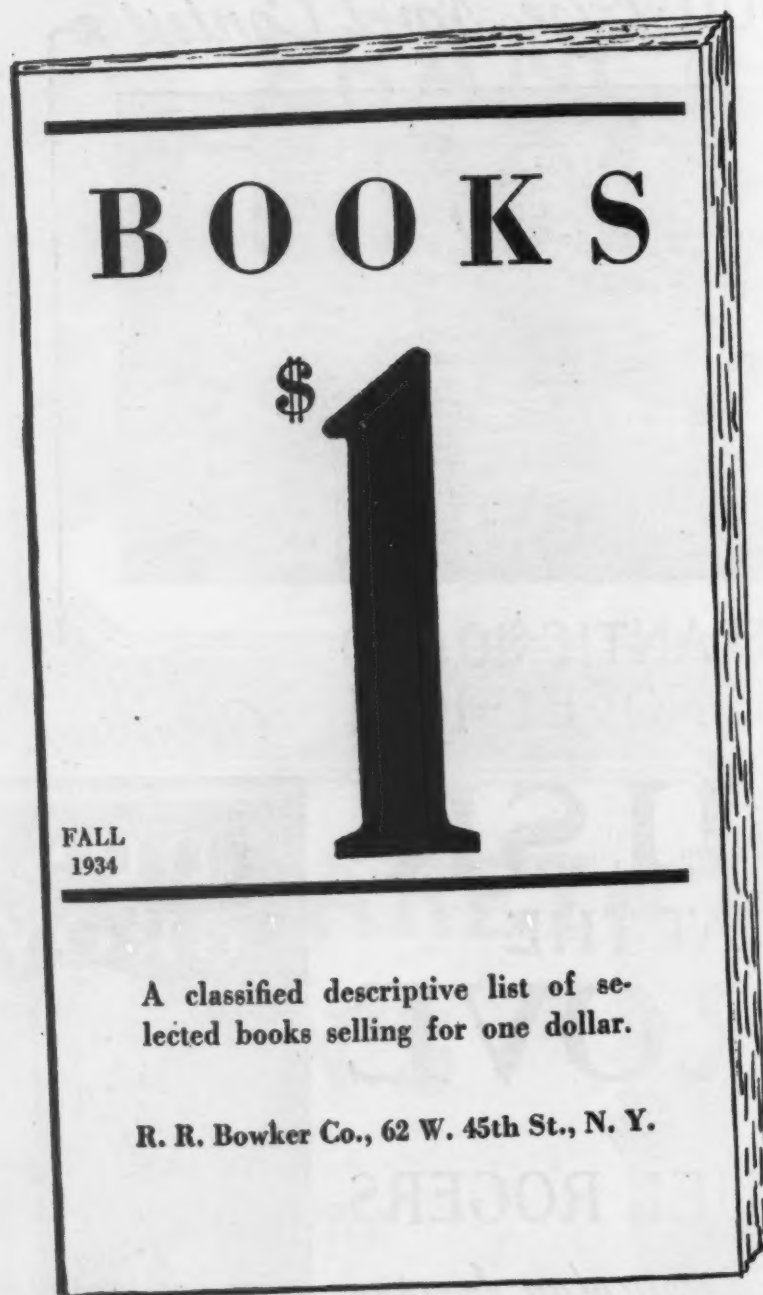 BOOKS
$1
FALL
1934
A classified descriptive list of se-
lected books selling for one dollar.
R. R. Bowker Co., 62 W. 45th St., N. Y.
ROGERS